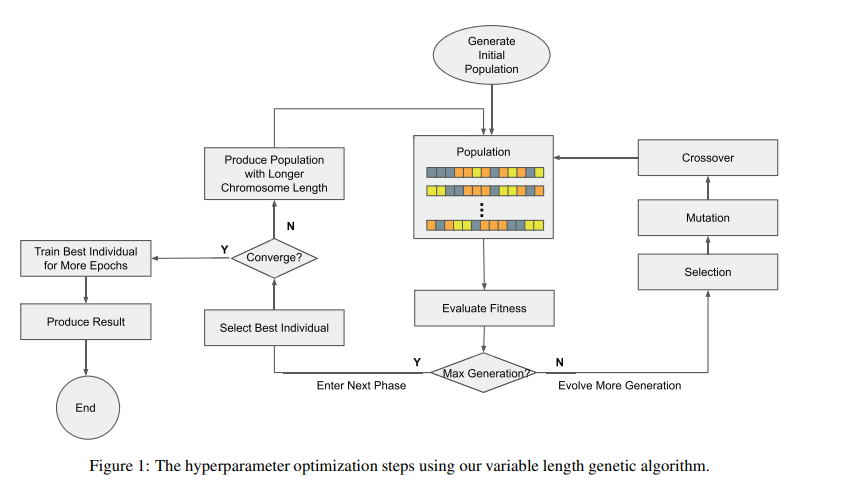 Generate
Initial
Population
Produce Population
with Longer
Chromosome Length
Population
Crossover
Mutation
Selection
N
Y
Converge?
Train Best Individual
for More Epochs
Produce Result
Select Best Individual
Evaluate Fitness
Y
Max Generation?
N
Enter Next Phase
Evolve More Generation
End
Figure 1: The hyperparameter optimization steps using our variable length genetic algorithm.